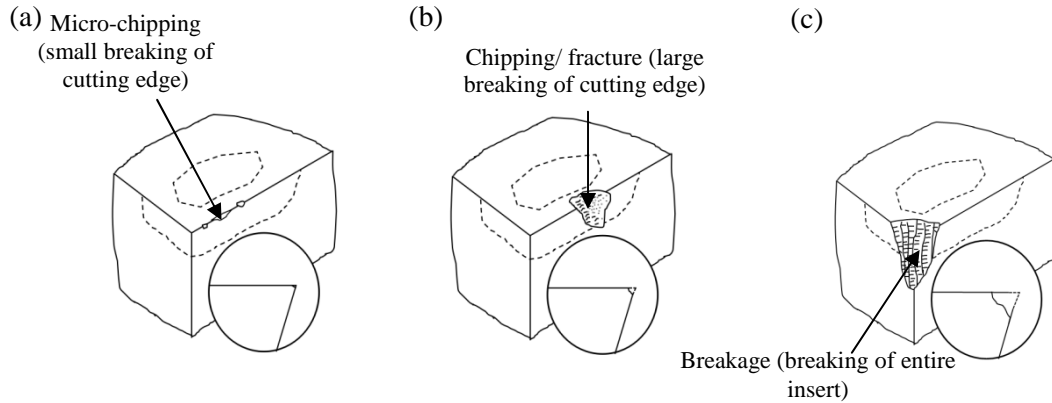 (a)
Micro-chipping
(small breaking of
cutting edge)
(b)
Chipping/ fracture (large
breaking of cutting edge)
(c)
Breakage (breaking of entire
insert)